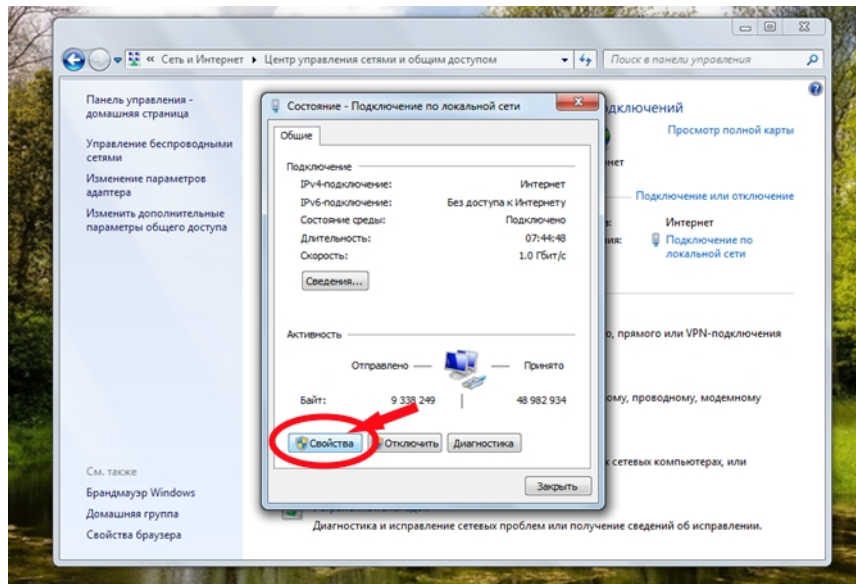 « Сеть и Интернет ▸ Центр управления сетями и общим доступом
Поиск в панели управления
Панель управления -
домашняя страница
Управление беспроводными
сетями
Изменение параметров
адаптера
Изменить дополнительные
параметры общего доступа
См. также
Брандмауэр Windows
Домашняя группа
Свойства браузера
Состояние - Подключение по локальной сети
Общие
Подключение
IPv4-подключение: Интернет
IPv6-подключение: Без доступа к Интернету
Состояние среды: Подключено
Длительность: 07:44:48
Скорость: 1.0 Гбит/с
Сведения...
Активность
Отправлено — — Принято
Байт: 9 338 249 | 48 982 934
Свойства Отключить Диагностика
Закрыть
дключений
Просмотр полной карты
нет
Подключение или отключение
Интернет
ия: Подключение по
локальной сети
о, прямого или VPN-подключения
ому, проводному, модемному
х сетевых компьютерах, или
Диагностика и исправление сетевых проблем или получение сведений об исправлении.